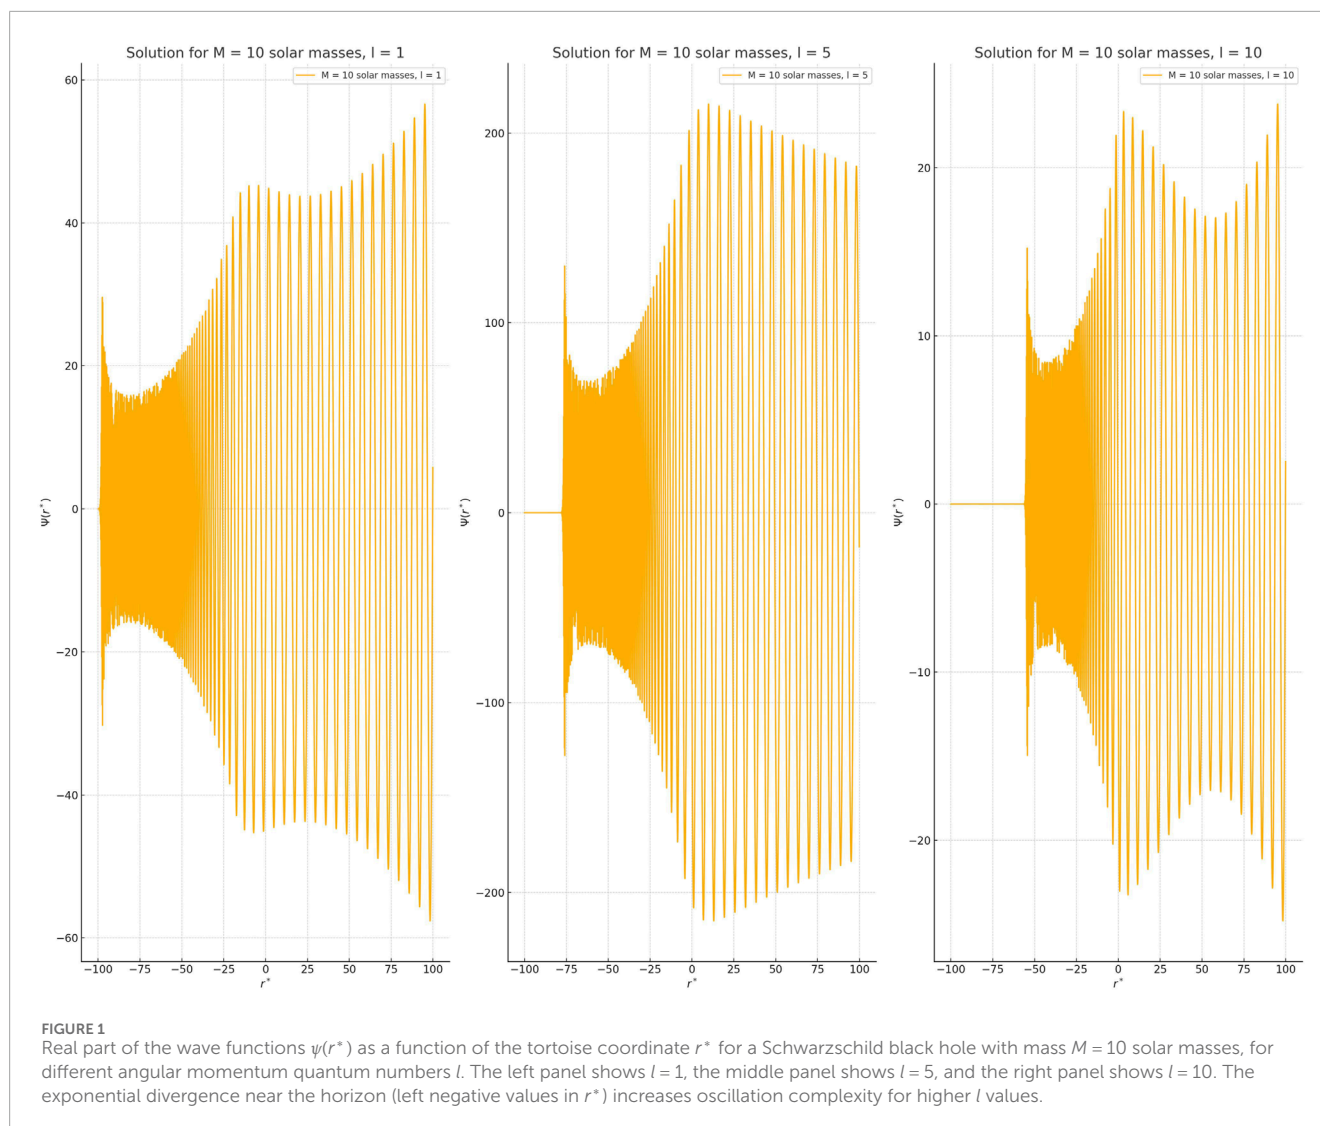 Solution for M = 10 solar masses, l = 1
M = 10 solar masses, l = 1
60
40
20
0
−20
−40
−60
Ψ(r*)
−100 −75 −50 −25 0 25 50 75 100
r*
Solution for M = 10 solar masses, l = 5
M = 10 solar masses, l = 5
200
100
0
−100
−200
Ψ(r*)
−100 −75 −50 −25 0 25 50 75 100
r*
Solution for M = 10 solar masses, l = 10
M = 10 solar masses, l = 10
20
10
0
−10
−20
Ψ(r*)
−100 −75 −50 −25 0 25 50 75 100
r*
FIGURE 1
Real part of the wave functions ψ(r*) as a function of the tortoise coordinate r* for a Schwarzschild black hole with mass M = 10 solar masses, for
different angular momentum quantum numbers l. The left panel shows l = 1, the middle panel shows l = 5, and the right panel shows l = 10. The
exponential divergence near the horizon (left negative values in r*) increases oscillation complexity for higher l values.